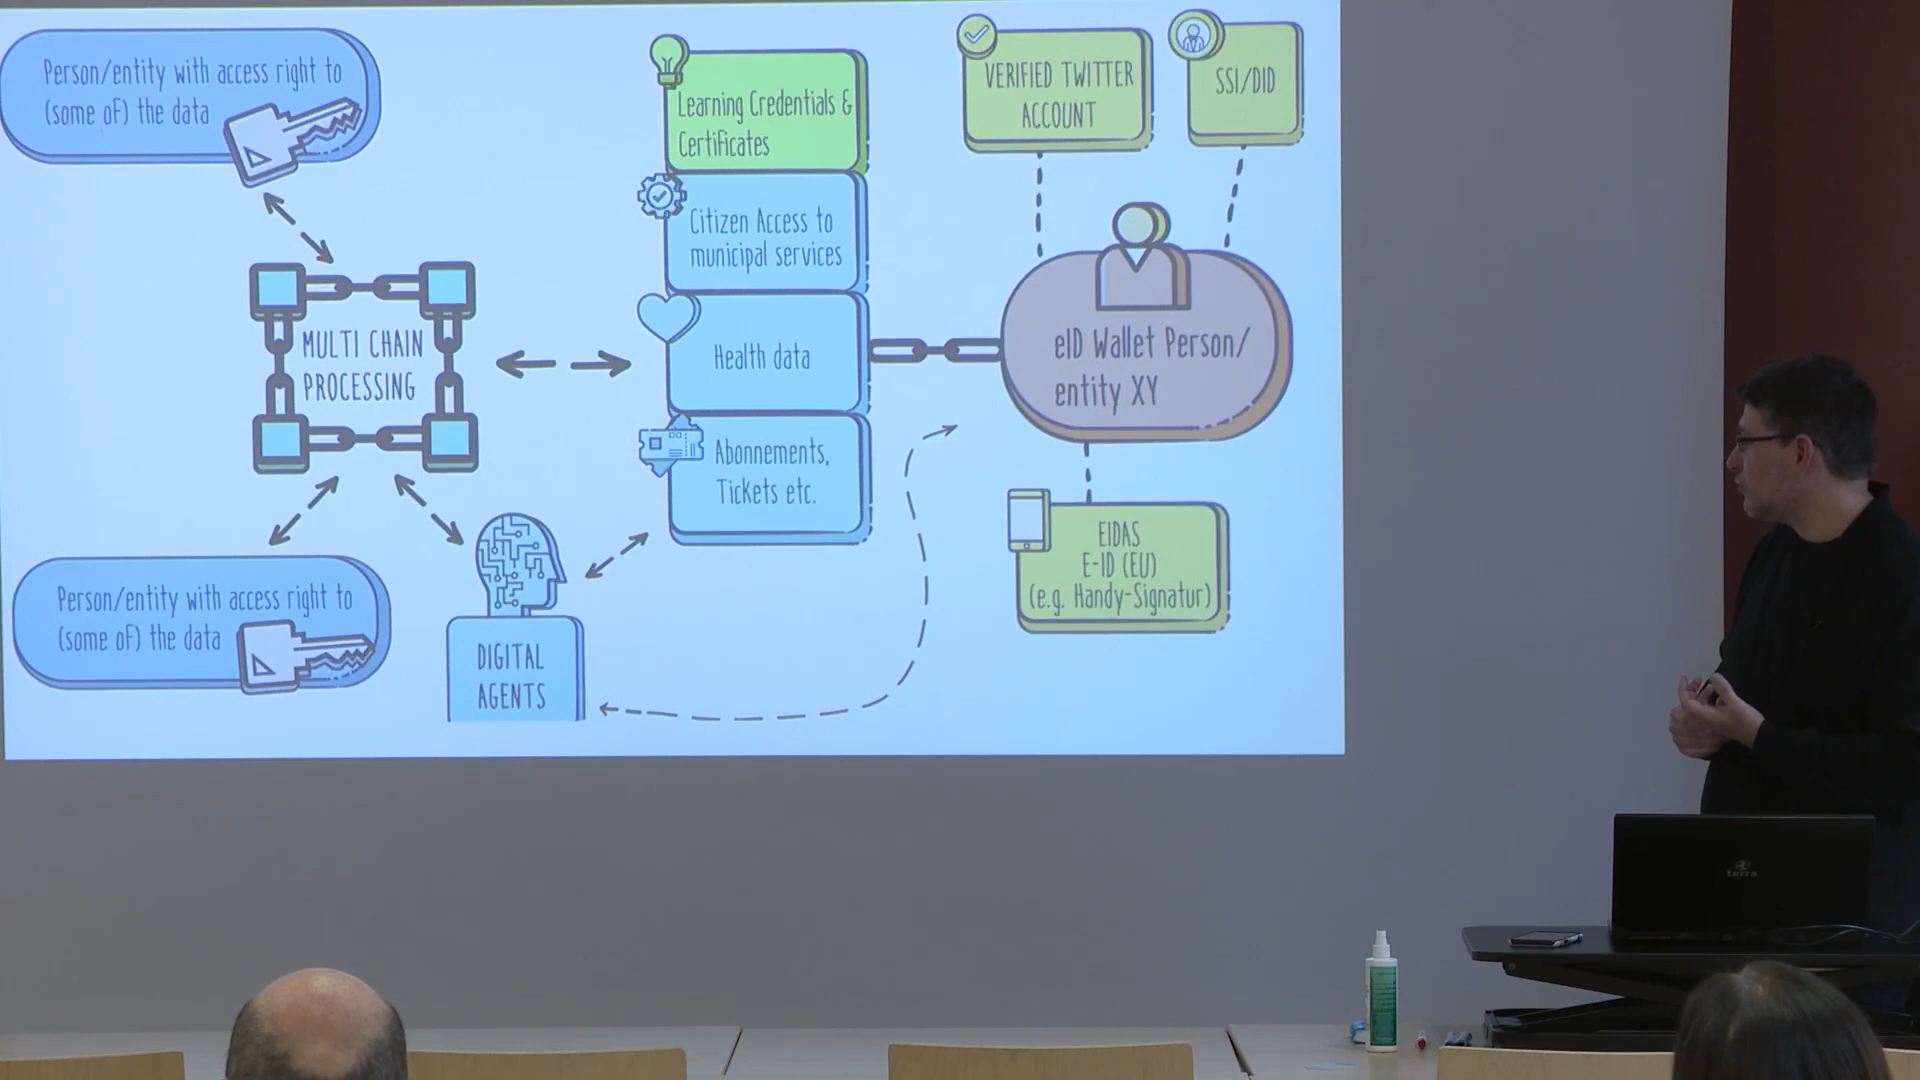 Person/entity with access right to
(some of) the data
MULTI CHAIN
PROCESSING
Person/entity with access right to
(some of) the data
DIGITAL
AGENTS
Learning Credentials &
Certificates
Citizen Access to
municipal services
Health data
Abonnements,
Tickets etc.
VERIFIED TWITTER
ACCOUNT
SSI/DID
eID Wallet Person/
entity XY
EIDAS
E-ID (EU)
(e.g. Handy-Signatur)
terra